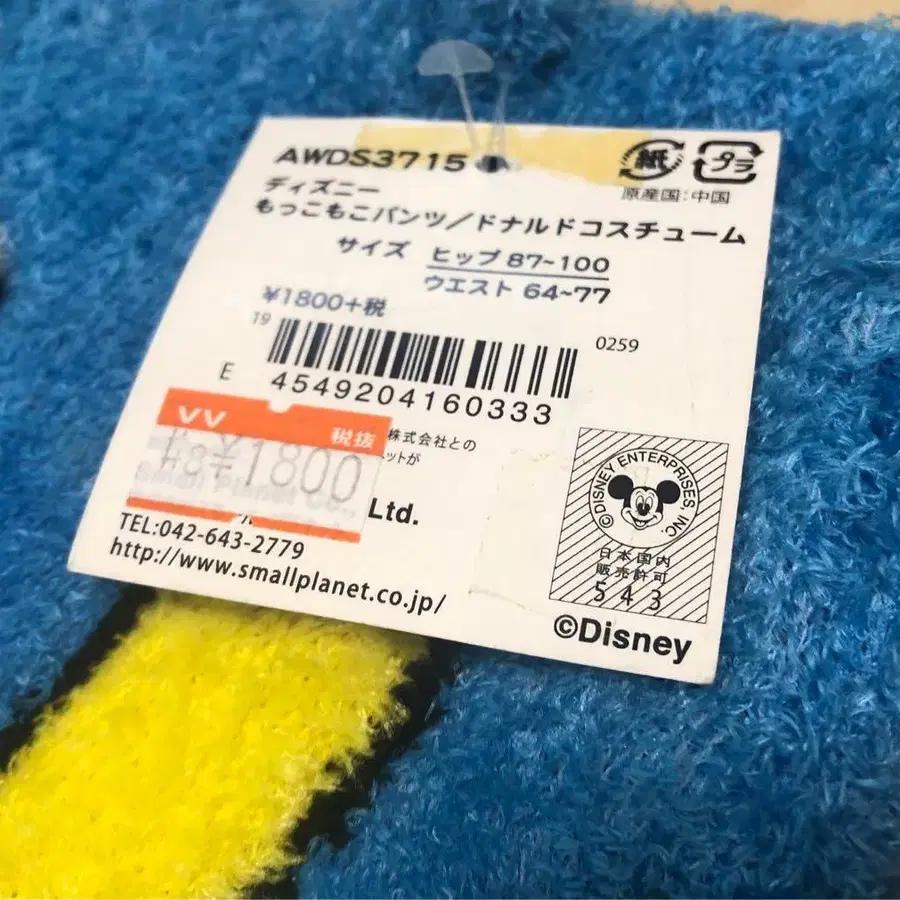 AWDS3715
紙
プラ
原産国:中国
ディズニー
もっこもこパンツ/ドナルドコスチューム
サイズ ヒップ 87~100
ウエスト 64~77
¥1800+税
19
0259
E
4549204160333
VV
税抜
¥1800
株式会社との
ットが
Ltd.
TEL:042-643-2779
http://www.smallplanet.co.jp/
©DISNEY ENTERPRISES, INC.
日本国内
販売許可
543
©Disney